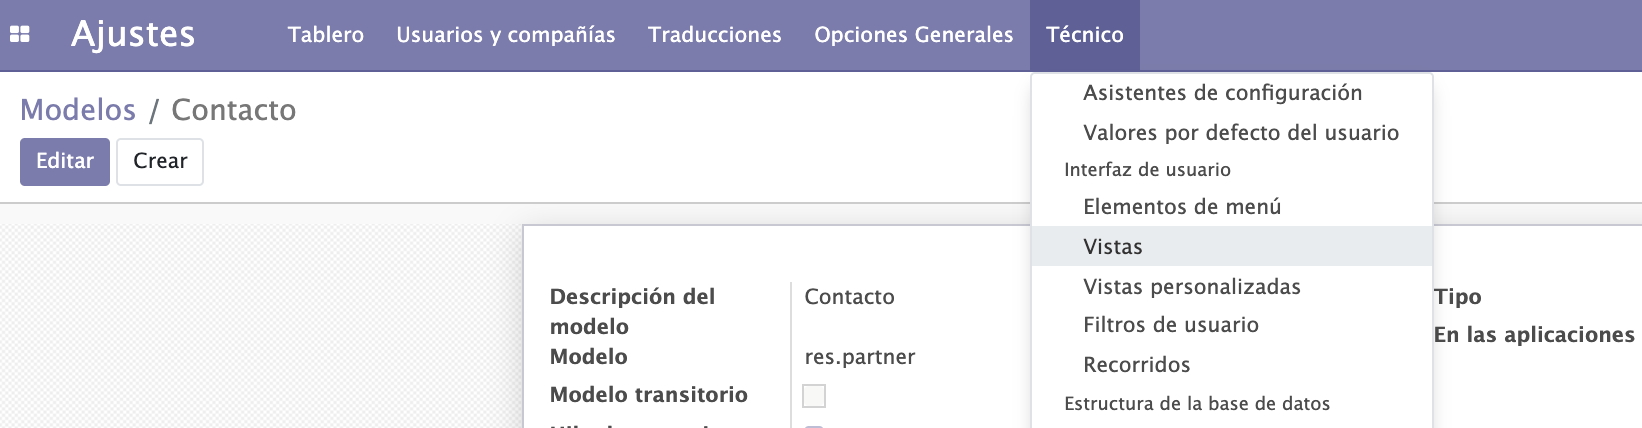 Ajustes Tablero Usuarios y compañías Traducciones Opciones Generales Técnico
Modelos / Contacto
Editar Crear
Asistentes de configuración
Valores por defecto del usuario
Interfaz de usuario
Elementos de menú
Vistas
Vistas personalizadas
Filtros de usuario
Recorridos
Estructura de la base de datos
Descripción del modelo Contacto
Modelo res.partner
Modelo transitorio
Tipo
En las aplicaciones